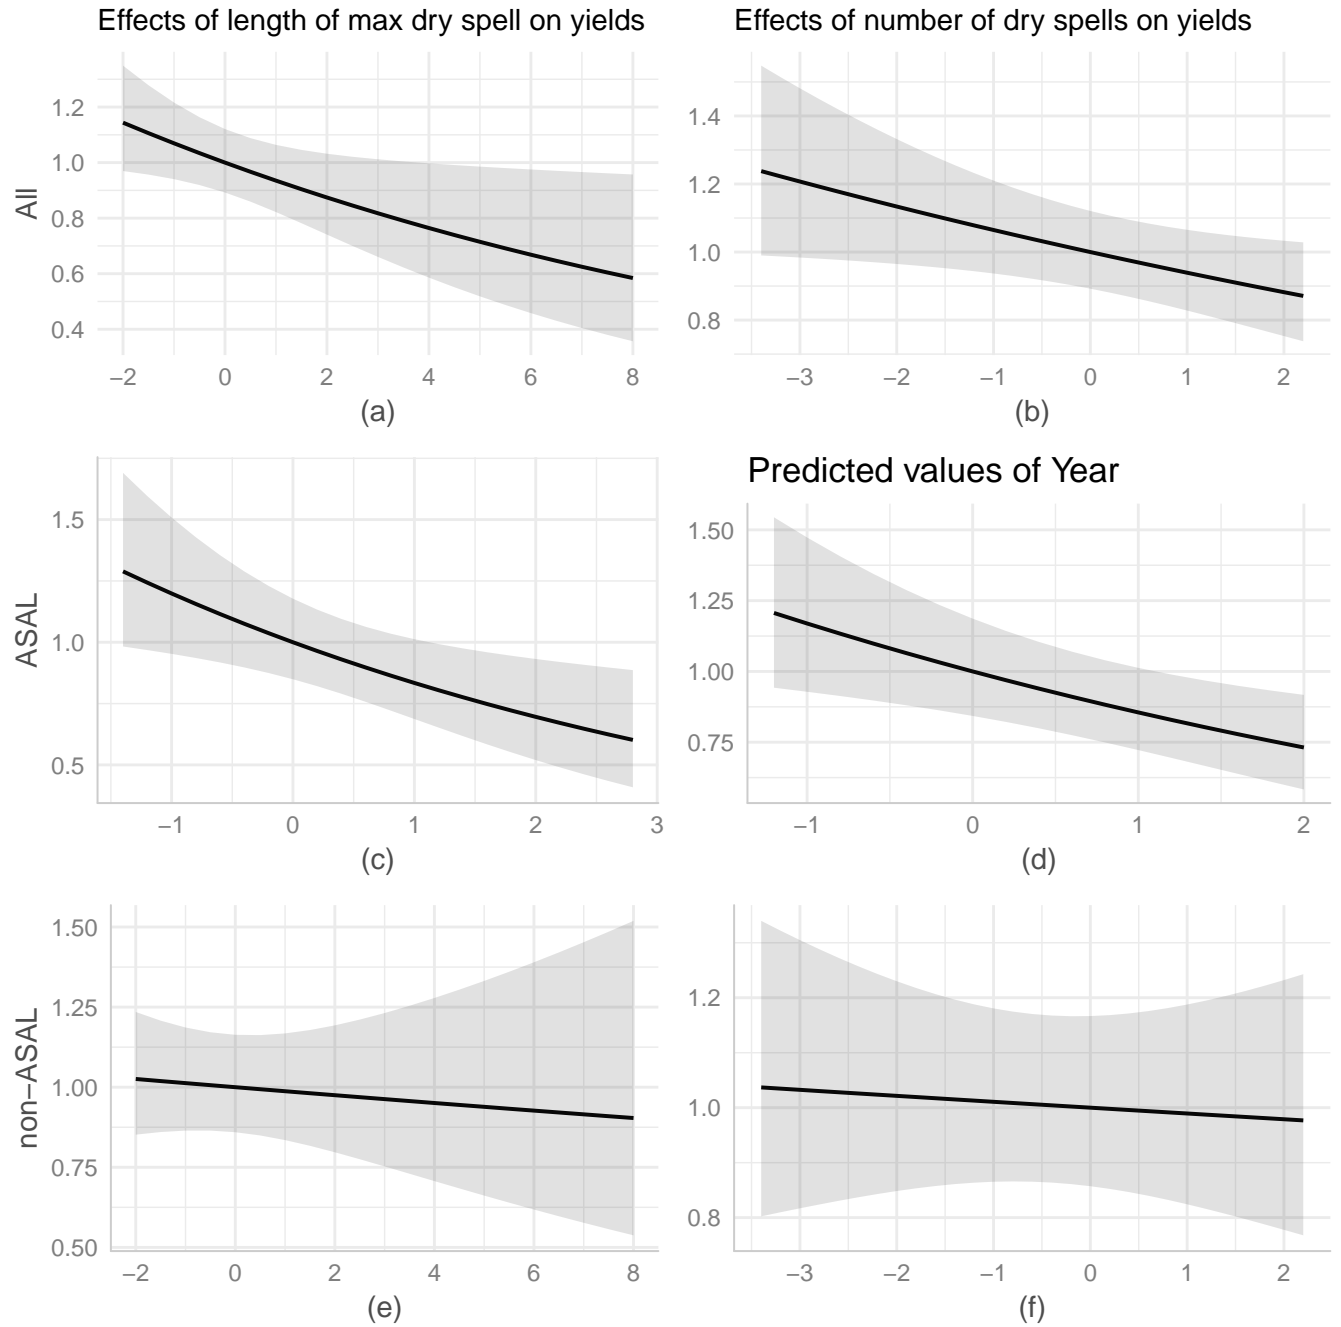 Effects of length of max dry spell on yields
Effects of number of dry spells on yields
All
1.2
1.0
0.8
0.6
0.4
−2 0 2 4 6 8
(a)
1.4
1.2
1.0
0.8
−3 −2 −1 0 1 2
(b)
ASAL
1.5
1.0
0.5
−1 0 1 2 3
(c)
Predicted values of Year
1.50
1.25
1.00
0.75
−1 0 1 2
(d)
non−ASAL
1.50
1.25
1.00
0.75
0.50
−2 0 2 4 6 8
(e)
1.2
1.0
0.8
−3 −2 −1 0 1 2
(f)